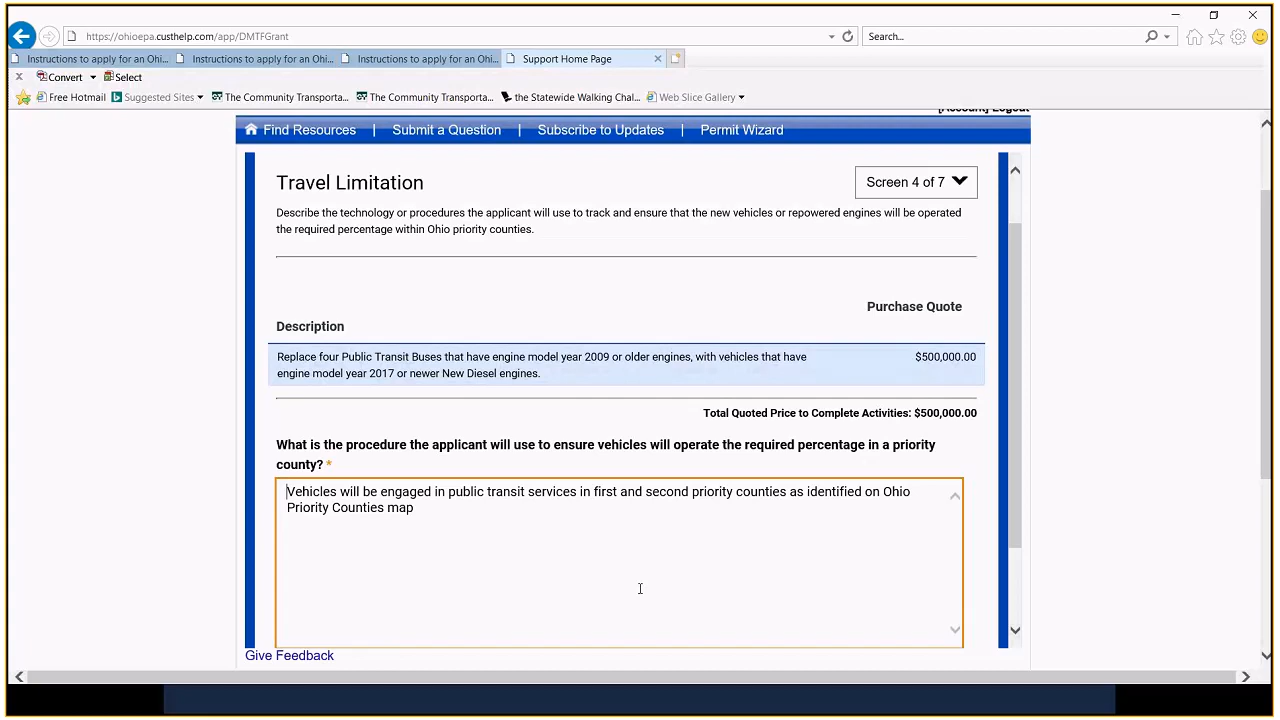 https://ohioepa.custhelp.com/app/DMTFGrant
Search...
Instructions to apply for an Ohi...
Instructions to apply for an Ohi...
Instructions to apply for an Ohi...
Support Home Page
Convert
Select
Free Hotmail
Suggested Sites
The Community Transporta...
The Community Transporta...
the Statewide Walking Chal...
Web Slice Gallery
[Account] Logout
Find Resources | Submit a Question | Subscribe to Updates | Permit Wizard
Travel Limitation
Screen 4 of 7
Describe the technology or procedures the applicant will use to track and ensure that the new vehicles or repowered engines will be operated
the required percentage within Ohio priority counties.
Purchase Quote
Description
Replace four Public Transit Buses that have engine model year 2009 or older engines, with vehicles that have $500,000.00
engine model year 2017 or newer New Diesel engines.
Total Quoted Price to Complete Activities: $500,000.00
What is the procedure the applicant will use to ensure vehicles will operate the required percentage in a priority
county? *
Vehicles will be engaged in public transit services in first and second priority counties as identified on Ohio
Priority Counties map
Give Feedback